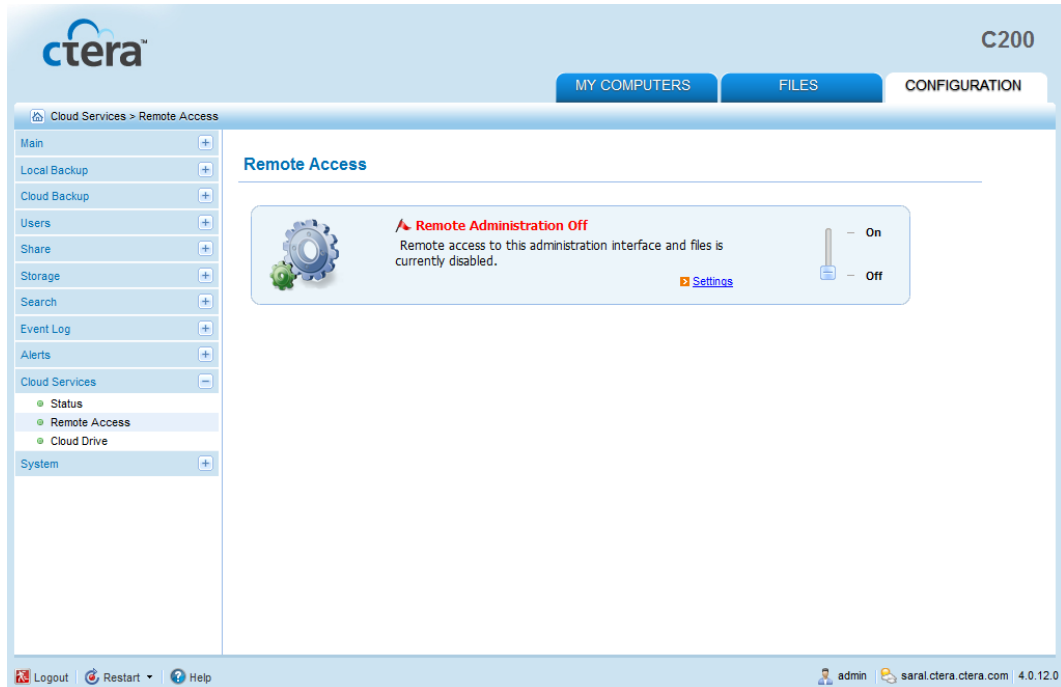 ctera™
C200
MY COMPUTERS
FILES
CONFIGURATION
Cloud Services > Remote Access
Main
Local Backup
Cloud Backup
Users
Share
Storage
Search
Event Log
Alerts
Cloud Services
Status
Remote Access
Cloud Drive
System
Remote Access
Remote Administration Off
Remote access to this administration interface and files is
currently disabled.
Settings
On
Off
Logout
Restart
Help
admin
saral.ctera.ctera.com
4.0.12.0